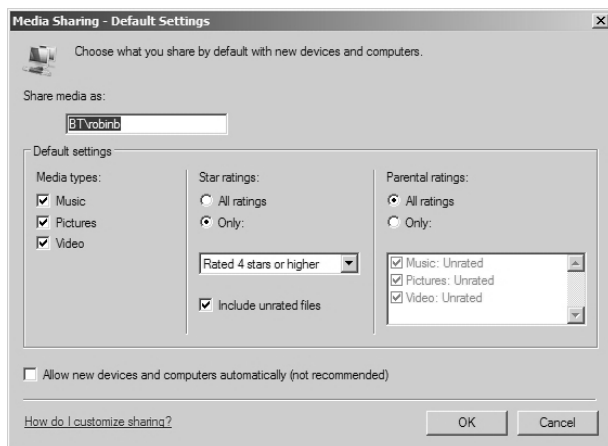 Media Sharing - Default Settings
Choose what you share by default with new devices and computers.
Share media as:
BT\robinb
Default settings
Media types:
Music
Pictures
Video
Star ratings:
All ratings
Only:
Rated 4 stars or higher
Include unrated files
Parental ratings:
All ratings
Only:
Music: Unrated
Pictures: Unrated
Video: Unrated
Allow new devices and computers automatically (not recommended)
How do I customize sharing?
OK
Cancel